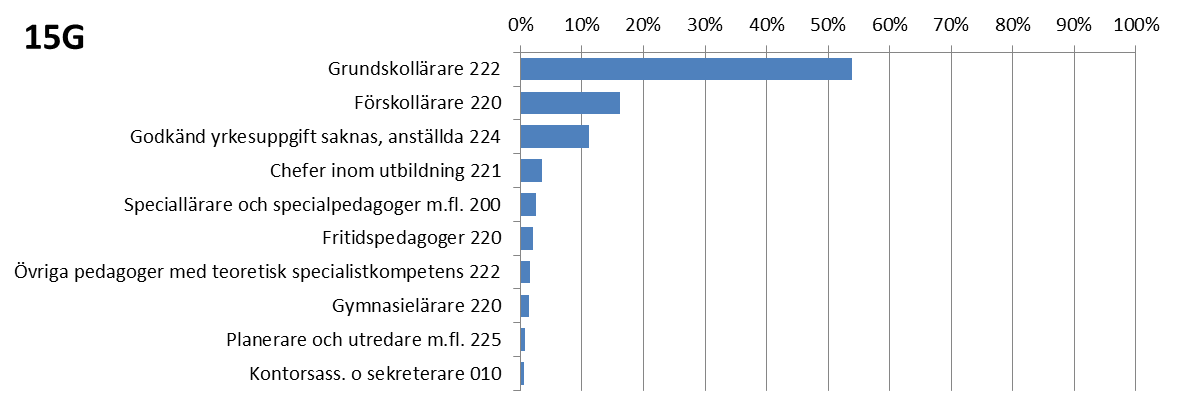 15G
0% 10% 20% 30% 40% 50% 60% 70% 80% 90% 100%
Grundskollärare 222
Förskollärare 220
Godkänd yrkesuppgift saknas, anställda 224
Chefer inom utbildning 221
Speciallärare och specialpedagoger m.fl. 200
Fritidspedagoger 220
Övriga pedagoger med teoretisk specialistkompetens 222
Gymnasielärare 220
Planerare och utredare m.fl. 225
Kontorsass. o sekreterare 010